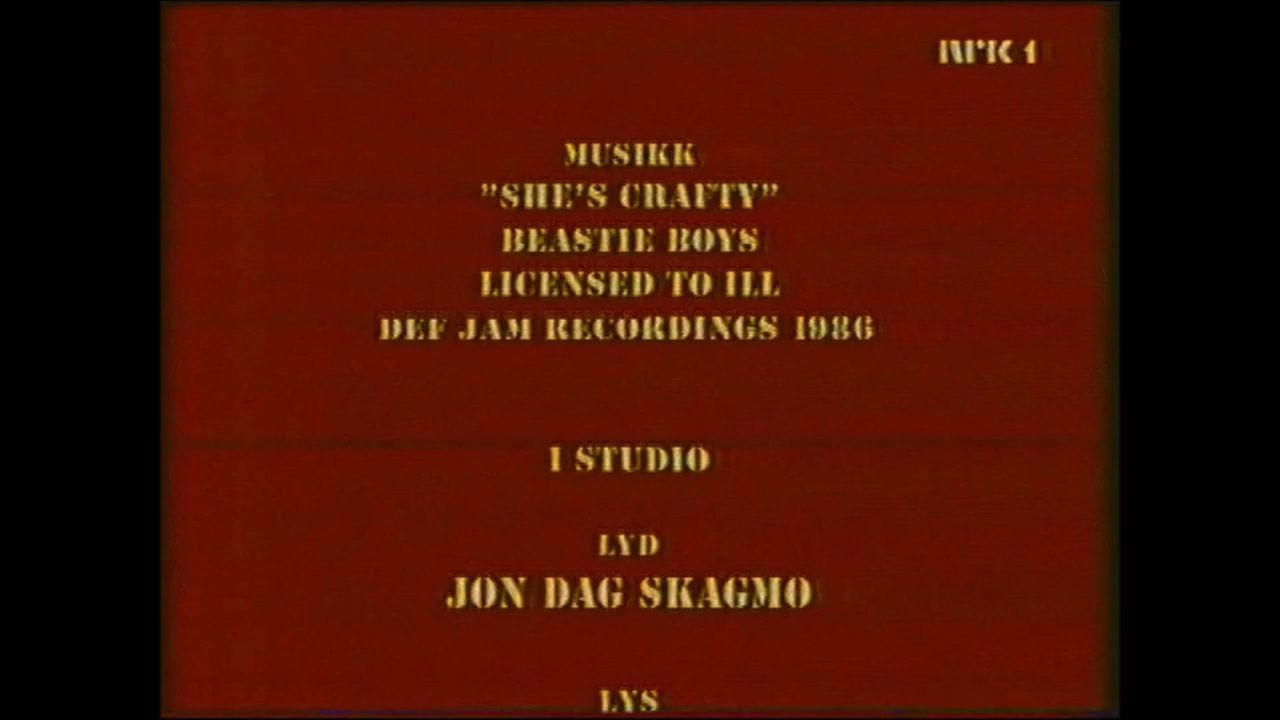 NRK 1
MUSIKK
"SHE'S CRAFTY"
BEASTIE BOYS
LICENSED TO ILL
DEF JAM RECORDINGS 1986
I STUDIO
LYD
JON DAG SKAGMO
LYS